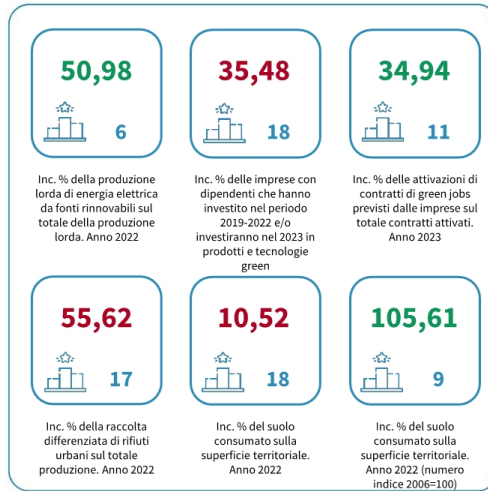 50,98
6
Inc. % della produzione
lorda di energia elettrica
da fonti rinnovabili sul
totale della produzione
lorda. Anno 2022
35,48
18
Inc. % delle imprese con
dipendenti che hanno
investito nel periodo
2019-2022 e/o
investiranno nel 2023 in
prodotti e tecnologie
green
34,94
11
Inc. % delle attivazioni di
contratti di green jobs
previsti dalle imprese sul
totale contratti attivati.
Anno 2023
55,62
17
Inc. % della raccolta
differenziata di rifiuti
urbani sul totale
produzione. Anno 2022
10,52
18
Inc. % del suolo
consumato sulla
superficie territoriale.
Anno 2022
105,61
9
Inc. % del suolo
consumato sulla
superficie territoriale.
Anno 2022 (numero
indice 2006=100)